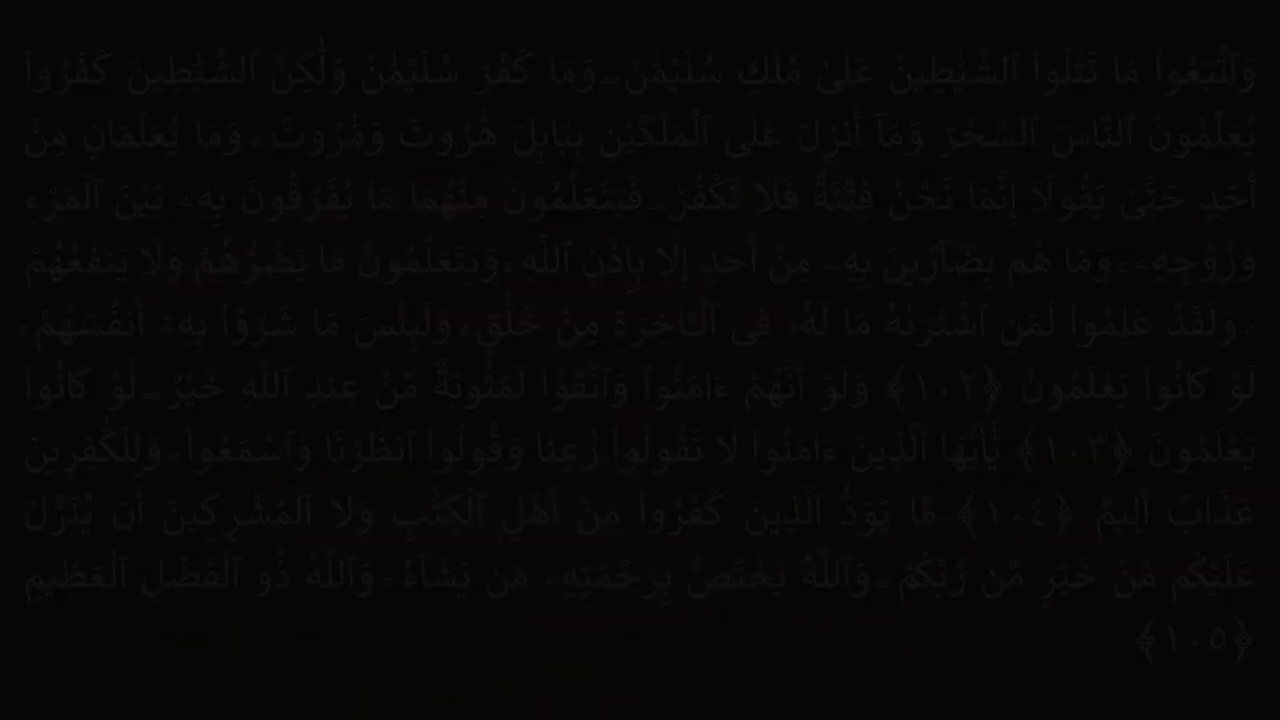 وَٱتَّبَعُوا۟ مَا تَتْلُوا۟ ٱلشَّيَٰطِينُ عَلَىٰ مُلْكِ سُلَيْمَٰنَ ۖ وَمَا كَفَرَ سُلَيْمَٰنُ وَلَٰكِنَّ ٱلشَّيَٰطِينَ كَفَرُوا۟
يُعَلِّمُونَ ٱلنَّاسَ ٱلسِّحْرَ وَمَآ أُنزِلَ عَلَى ٱلْمَلَكَيْنِ بِبَابِلَ هَٰرُوتَ وَمَٰرُوتَ ۚ وَمَا يُعَلِّمَانِ مِنْ
أَحَدٍ حَتَّىٰ يَقُولَآ إِنَّمَا نَحْنُ فِتْنَةٌ فَلَا تَكْفُرْ ۖ فَيَتَعَلَّمُونَ مِنْهُمَا مَا يُفَرِّقُونَ بِهِۦ بَيْنَ ٱلْمَرْءِ
وَزَوْجِهِۦ ۚ وَمَا هُم بِضَآرِّينَ بِهِۦ مِنْ أَحَدٍ إِلَّا بِإِذْنِ ٱللَّهِ ۚ وَيَتَعَلَّمُونَ مَا يَضُرُّهُمْ وَلَا يَنفَعُهُمْ
ۚ وَلَقَدْ عَلِمُوا۟ لَمَنِ ٱشْتَرَىٰهُ مَا لَهُۥ فِى ٱلْـَٔاخِرَةِ مِنْ خَلَٰقٍ ۚ وَلَبِئْسَ مَا شَرَوْا۟ بِهِۦٓ أَنفُسَهُمْ ۚ
لَوْ كَانُوا۟ يَعْلَمُونَ ﴿١٠٢﴾ وَلَوْ أَنَّهُمْ ءَامَنُوا۟ وَٱتَّقَوْا۟ لَمَثُوبَةٌ مِّنْ عِندِ ٱللَّهِ خَيْرٌ ۖ لَّوْ كَانُوا۟
يَعْلَمُونَ ﴿١٠٣﴾ يَٰٓأَيُّهَا ٱلَّذِينَ ءَامَنُوا۟ لَا تَقُولُوا۟ رَٰعِنَا وَقُولُوا۟ ٱنظُرْنَا وَٱسْمَعُوا۟ ۗ وَلِلْكَٰفِرِينَ
عَذَابٌ أَلِيمٌ ﴿١٠٤﴾ مَّا يَوَدُّ ٱلَّذِينَ كَفَرُوا۟ مِنْ أَهْلِ ٱلْكِتَٰبِ وَلَا ٱلْمُشْرِكِينَ أَن يُنَزَّلَ
عَلَيْكُم مِّنْ خَيْرٍ مِّن رَّبِّكُمْ ۗ وَٱللَّهُ يَخْتَصُّ بِرَحْمَتِهِۦ مَن يَشَآءُ ۚ وَٱللَّهُ ذُو ٱلْفَضْلِ ٱلْعَظِيمِ
﴿١٠٥﴾